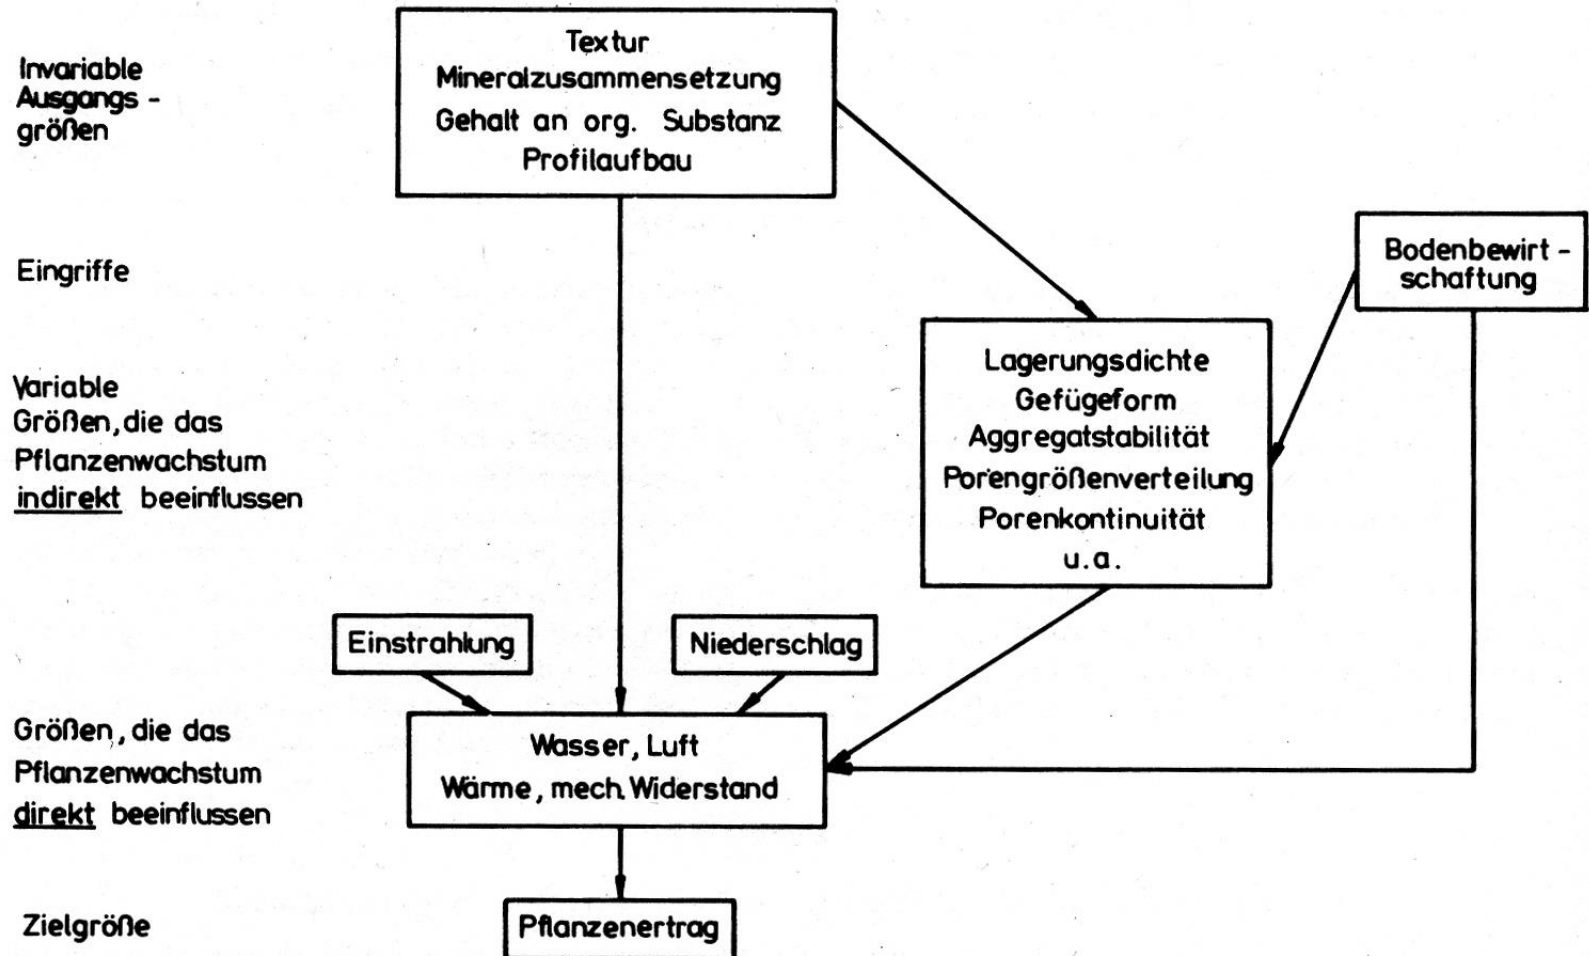 Textur
Mineralzusammensetzung
Gehalt an org. Substanz
Profilaufbau
Invariable
Ausgangs -
größen
Eingriffe
Bodenbewirt -
schaftung
Variable
Größen, die das
Pflanzenwachstum
indirekt beeinflussen
Lagerungsdichte
Gefügeform
Aggregatstabilität
Porengrößenverteilung
Porenkontinuität
u.a.
Einstrahlung
Niederschlag
Größen, die das
Pflanzenwachstum
direkt beeinflussen
Wasser, Luft
Wärme, mech. Widerstand
Zielgröße
Pflanzenertrag